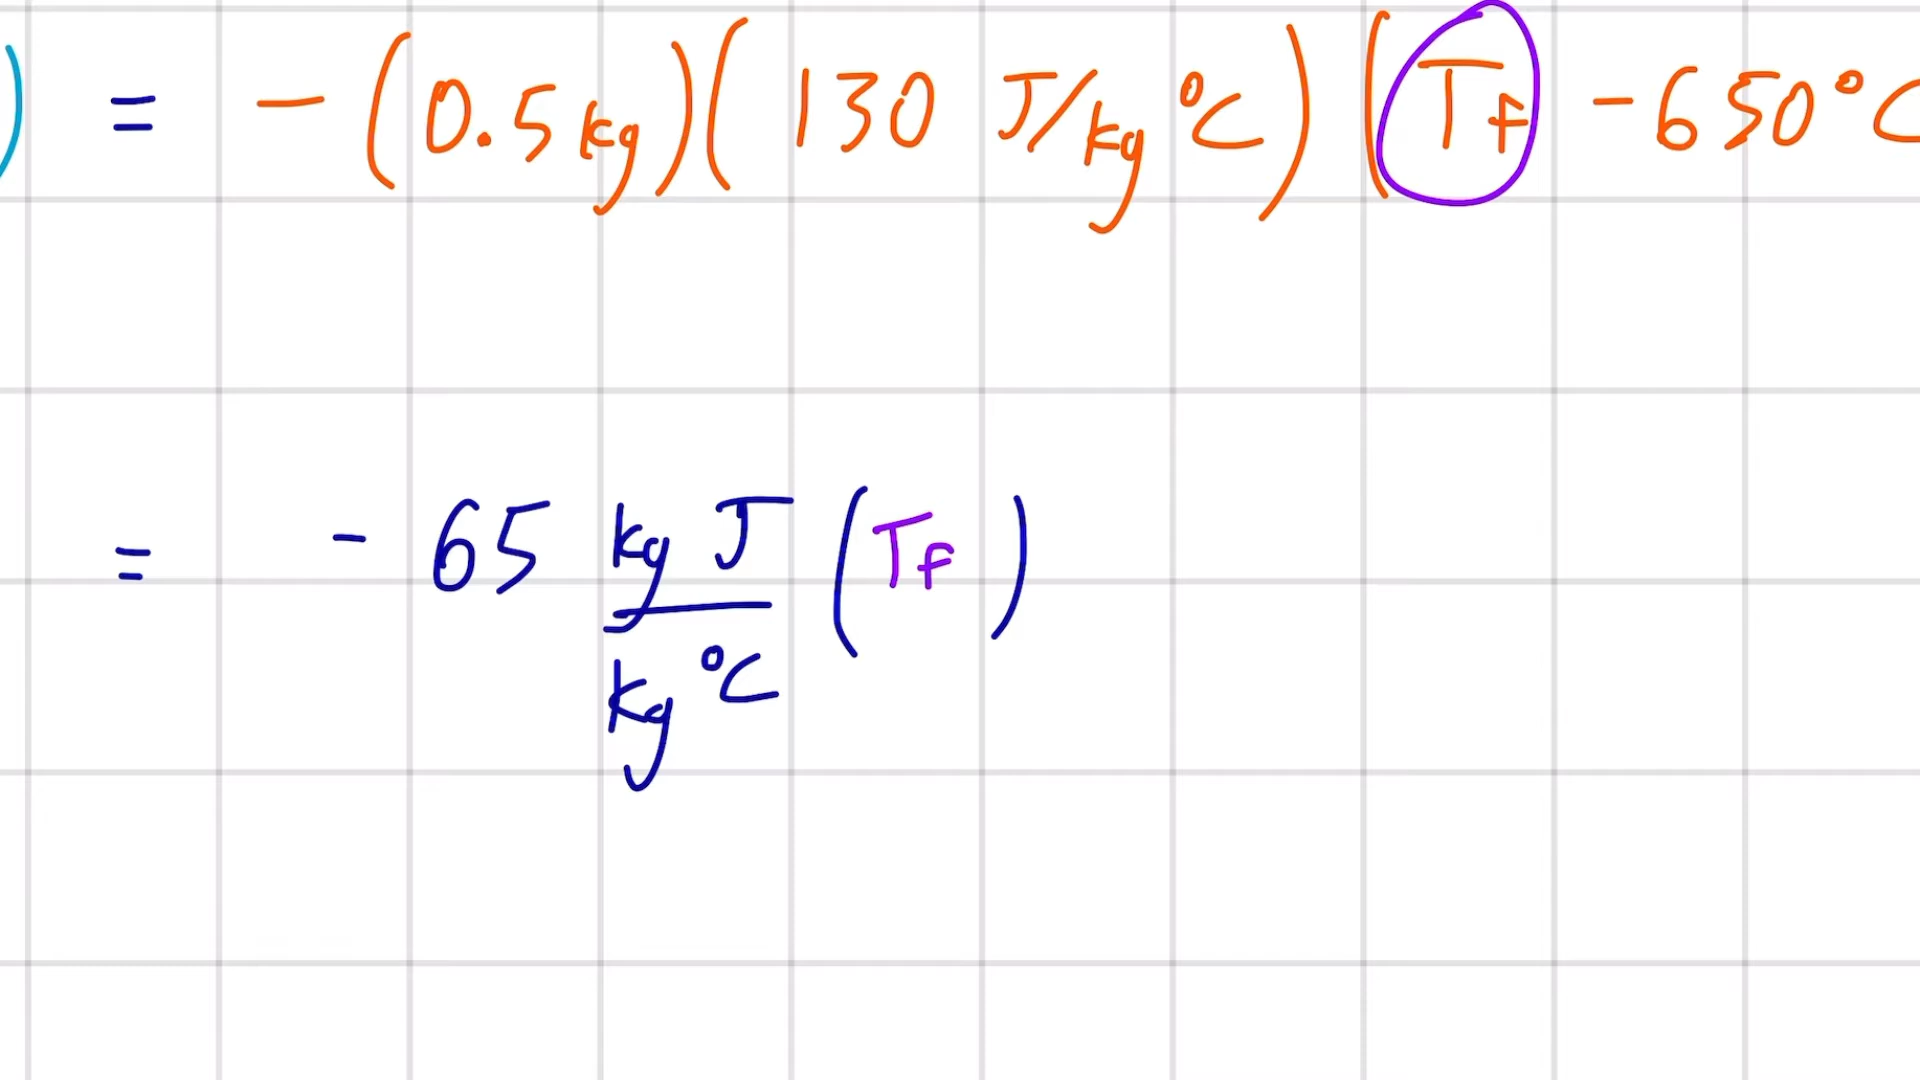 ) = - (0.5 kg) (130 J/kg °C) (Tf - 650°C
= - 65 kg J / kg °C (Tf)